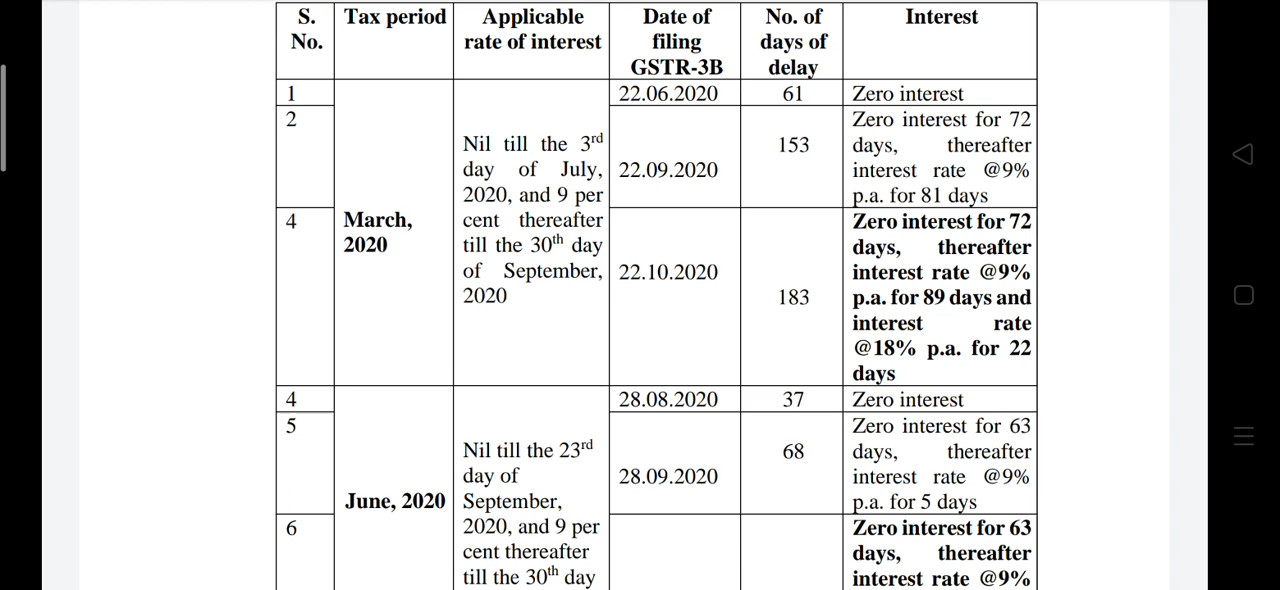 S. No.
Tax period
Applicable rate of interest
Date of filing GSTR-3B
No. of days of delay
Interest
1
March, 2020
Nil till the 3rd
day of July,
2020, and 9 per
cent thereafter
till the 30th day
of September,
2020
22.06.2020
61
Zero interest
2
22.09.2020
153
Zero interest for 72
days, thereafter
interest rate @9%
p.a. for 81 days
4
22.10.2020
183
Zero interest for 72
days, thereafter
interest rate @9%
p.a. for 89 days and
interest rate
@18% p.a. for 22
days
4
June, 2020
Nil till the 23rd
day of
September,
2020, and 9 per
cent thereafter
till the 30th day
28.08.2020
37
Zero interest
5
28.09.2020
68
Zero interest for 63
days, thereafter
interest rate @9%
p.a. for 5 days
6
Zero interest for 63
days, thereafter
interest rate @9%